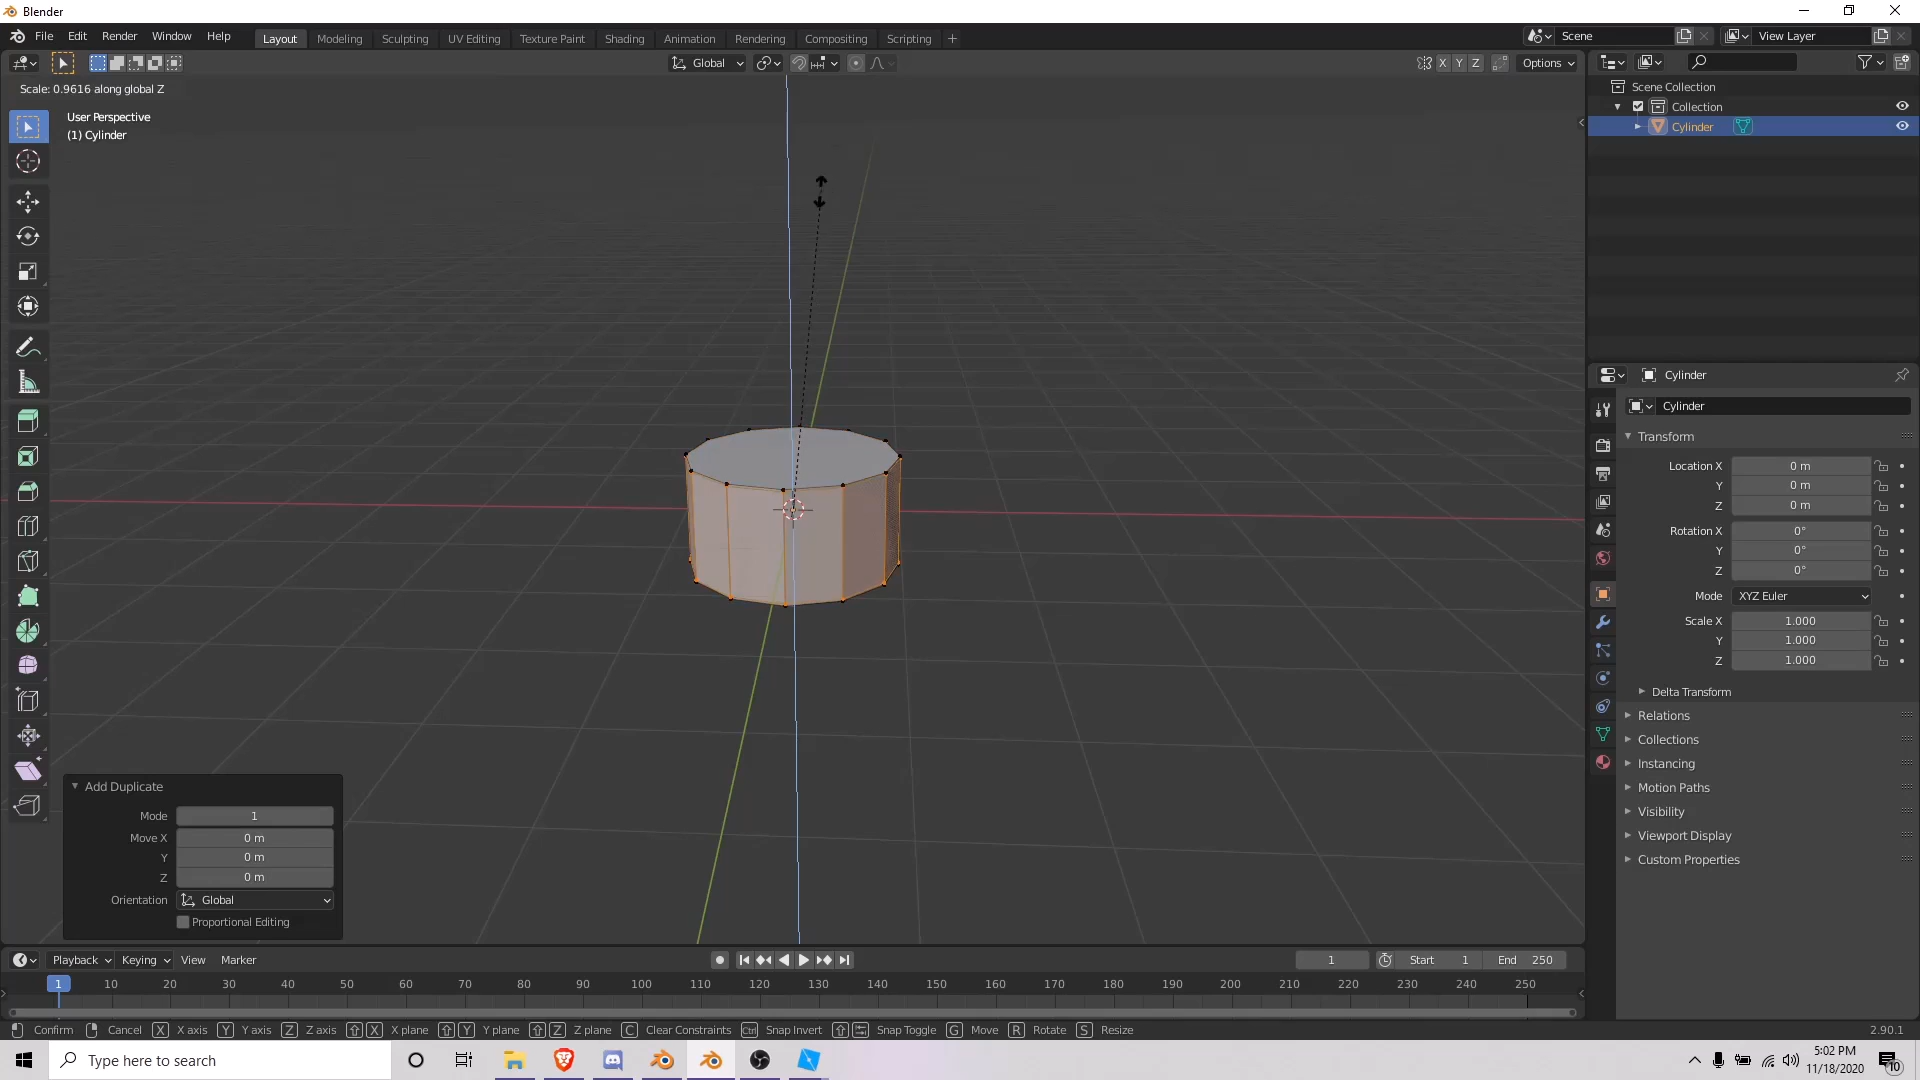 Blender
File Edit Render Window Help Layout Modeling Sculpting UV Editing Texture Paint Shading Animation Rendering Compositing Scripting + Scene View Layer
Global X Y Z Options
Scale: 0.9616 along global Z
User Perspective
(1) Cylinder
Scene Collection
Collection
Cylinder
Cylinder
Cylinder
Transform
Location X 0 m
Y 0 m
Z 0 m
Rotation X 0°
Y 0°
Z 0°
Mode XYZ Euler
Scale X 1.000
Y 1.000
Z 1.000
Delta Transform
Relations
Collections
Instancing
Motion Paths
Visibility
Viewport Display
Custom Properties
Add Duplicate
Mode 1
Move X 0 m
Y 0 m
Z 0 m
Orientation Global
Proportional Editing
Playback Keying View Marker 1 Start 1 End 250
1 10 20 30 40 50 60 70 80 90 100 110 120 130 140 150 160 170 180 190 200 210 220 230 240 250
Confirm Cancel X X axis Y Y axis Z Z axis X X plane Y Y plane Z Z plane C Clear Constraints Ctrl Snap Invert Snap Toggle G Move R Rotate S Resize 2.90.1
Type here to search
5:02 PM
11/18/2020
10